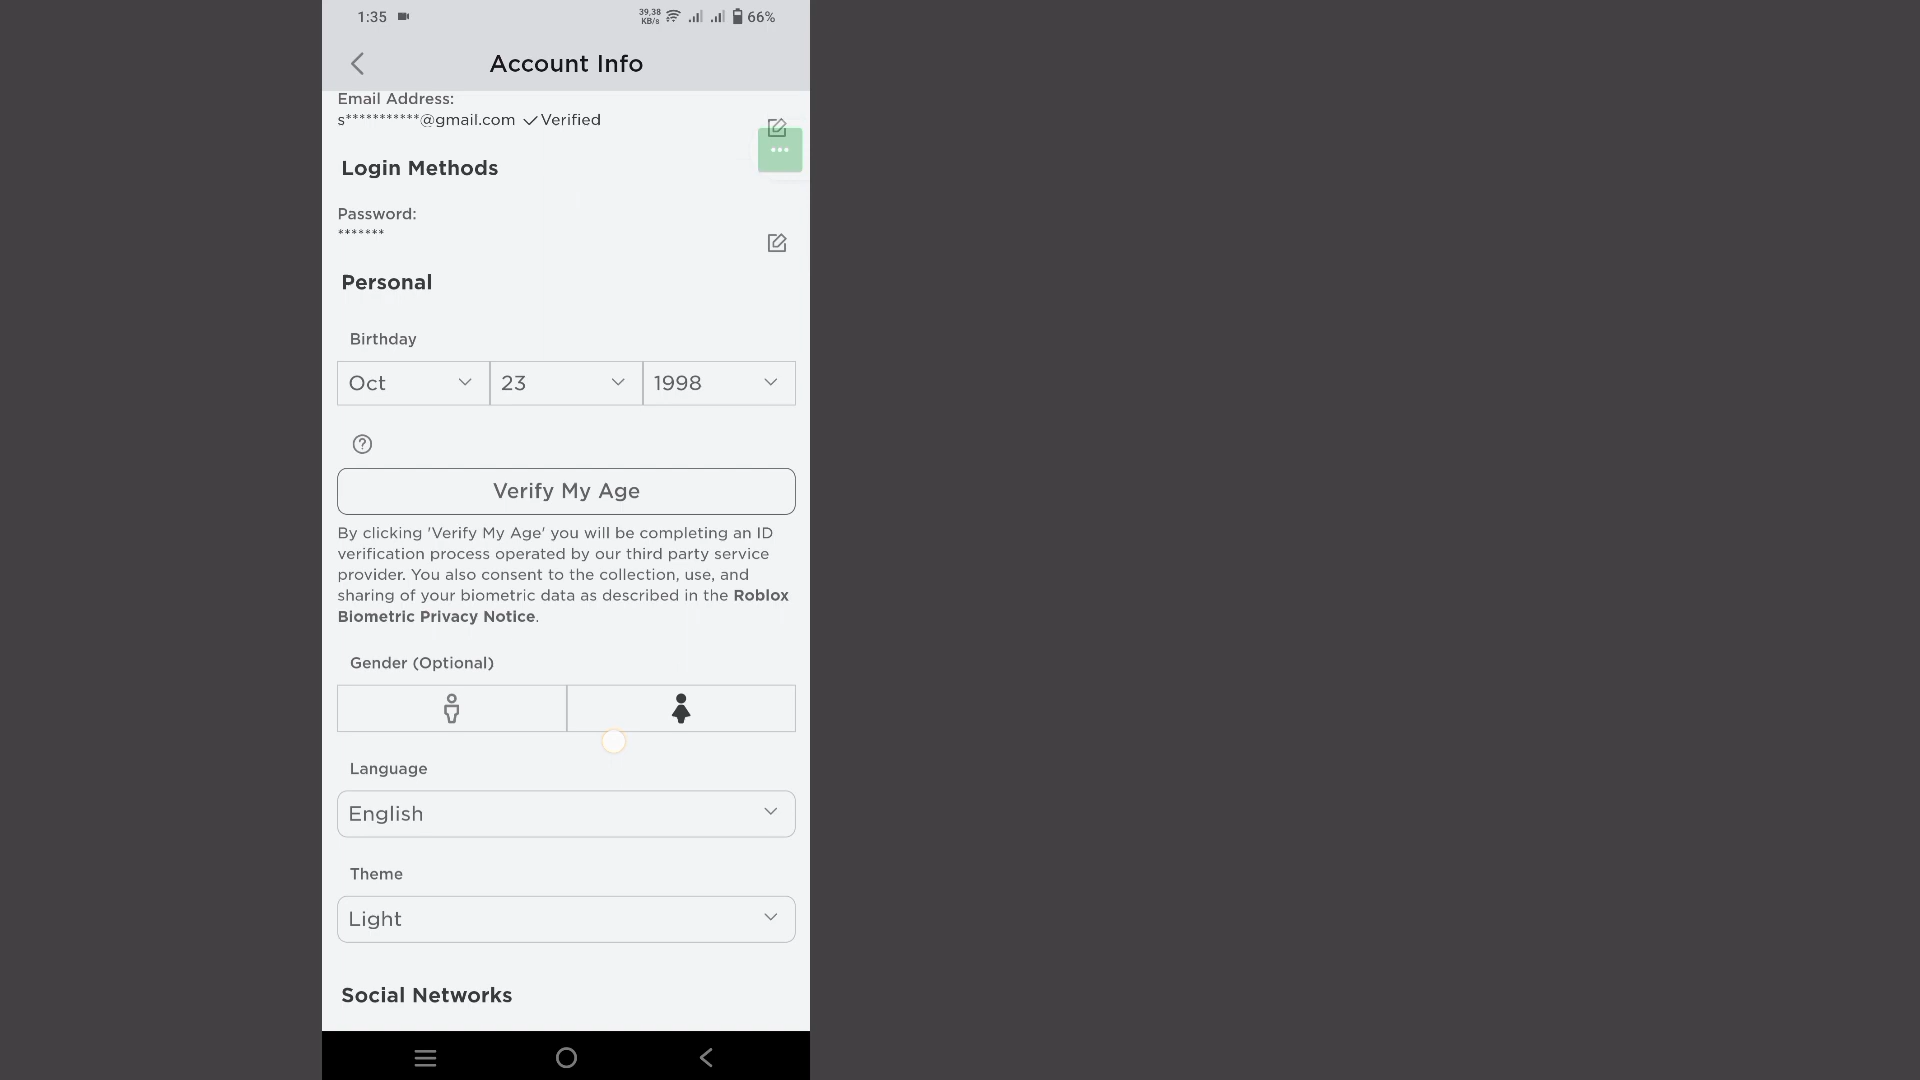 1:35
39,38
KB/s
66%
Account Info
Email Address:
s***********@gmail.com Verified
Login Methods
Password:
*******
Personal
Birthday
Oct
23
1998
Verify My Age
By clicking 'Verify My Age' you will be completing an ID
verification process operated by our third party service
provider. You also consent to the collection, use, and
sharing of your biometric data as described in the Roblox
Biometric Privacy Notice.
Gender (Optional)
Language
English
Theme
Light
Social Networks